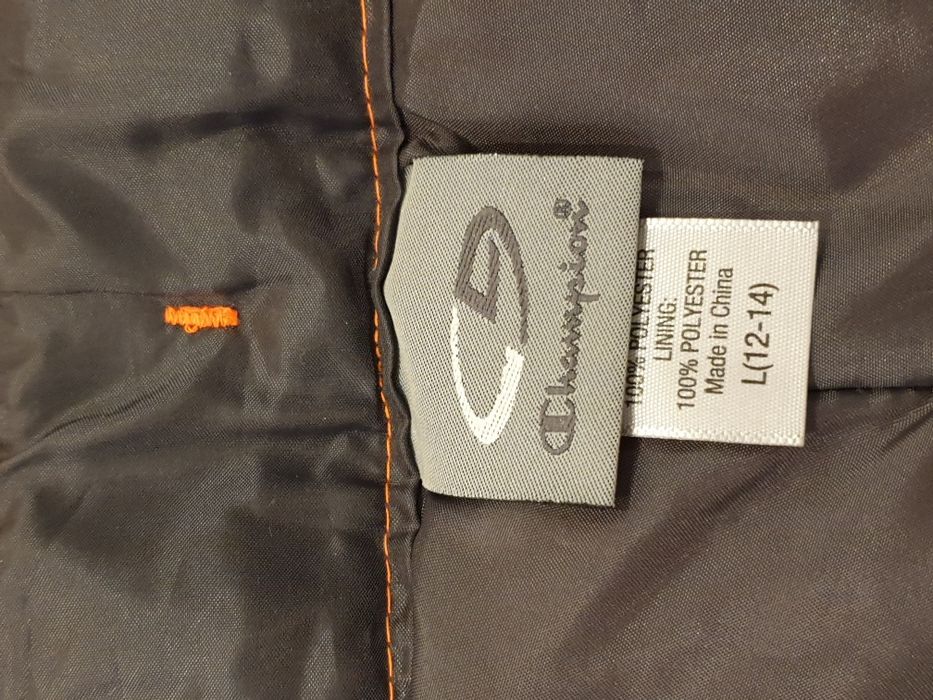 Champion®
100% POLYESTER
LINING:
100% POLYESTER
Made in China
L(12-14)